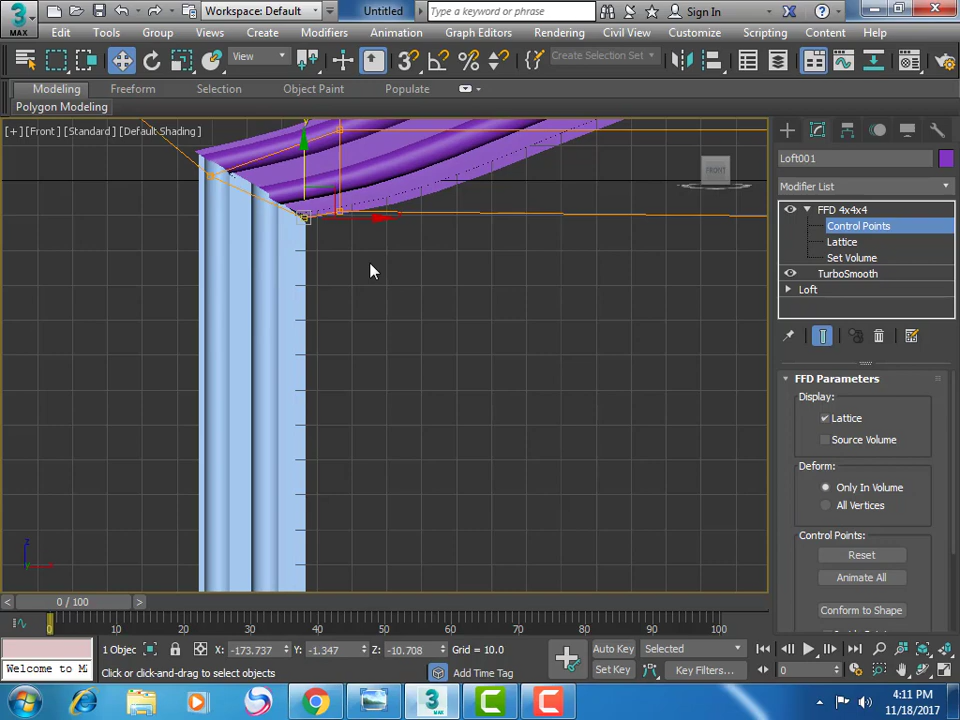 3
MAX
Workspace: Default
Untitled
Type a keyword or phrase
Sign In
Edit Tools Group Views Create Modifiers Animation Graph Editors Rendering Civil View Customize Scripting Content Help
View
3
%
Create Selection Set
Modeling Freeform Selection Object Paint Populate
Polygon Modeling
[+] [Front] [Standard] [Default Shading]
FRONT
y
z
Loft001
Modifier List
FFD 4x4x4
Control Points
Lattice
Set Volume
TurboSmooth
Loft
FFD Parameters
Display:
Lattice
Source Volume
Deform:
Only In Volume
All Vertices
Control Points:
Reset
Animate All
Conform to Shape
< 0 / 100 >
0 10 20 30 40 50 60 70 80 90 100
1 Objec X: -173.737 Y: -1.347 Z: -10.708 Grid = 10.0
Auto Key Selected
Welcome to M
Click or click-and-drag to select objects
Add Time Tag
Set Key Key Filters...
0
3
MAX
C
C
4:11 PM
11/18/2017